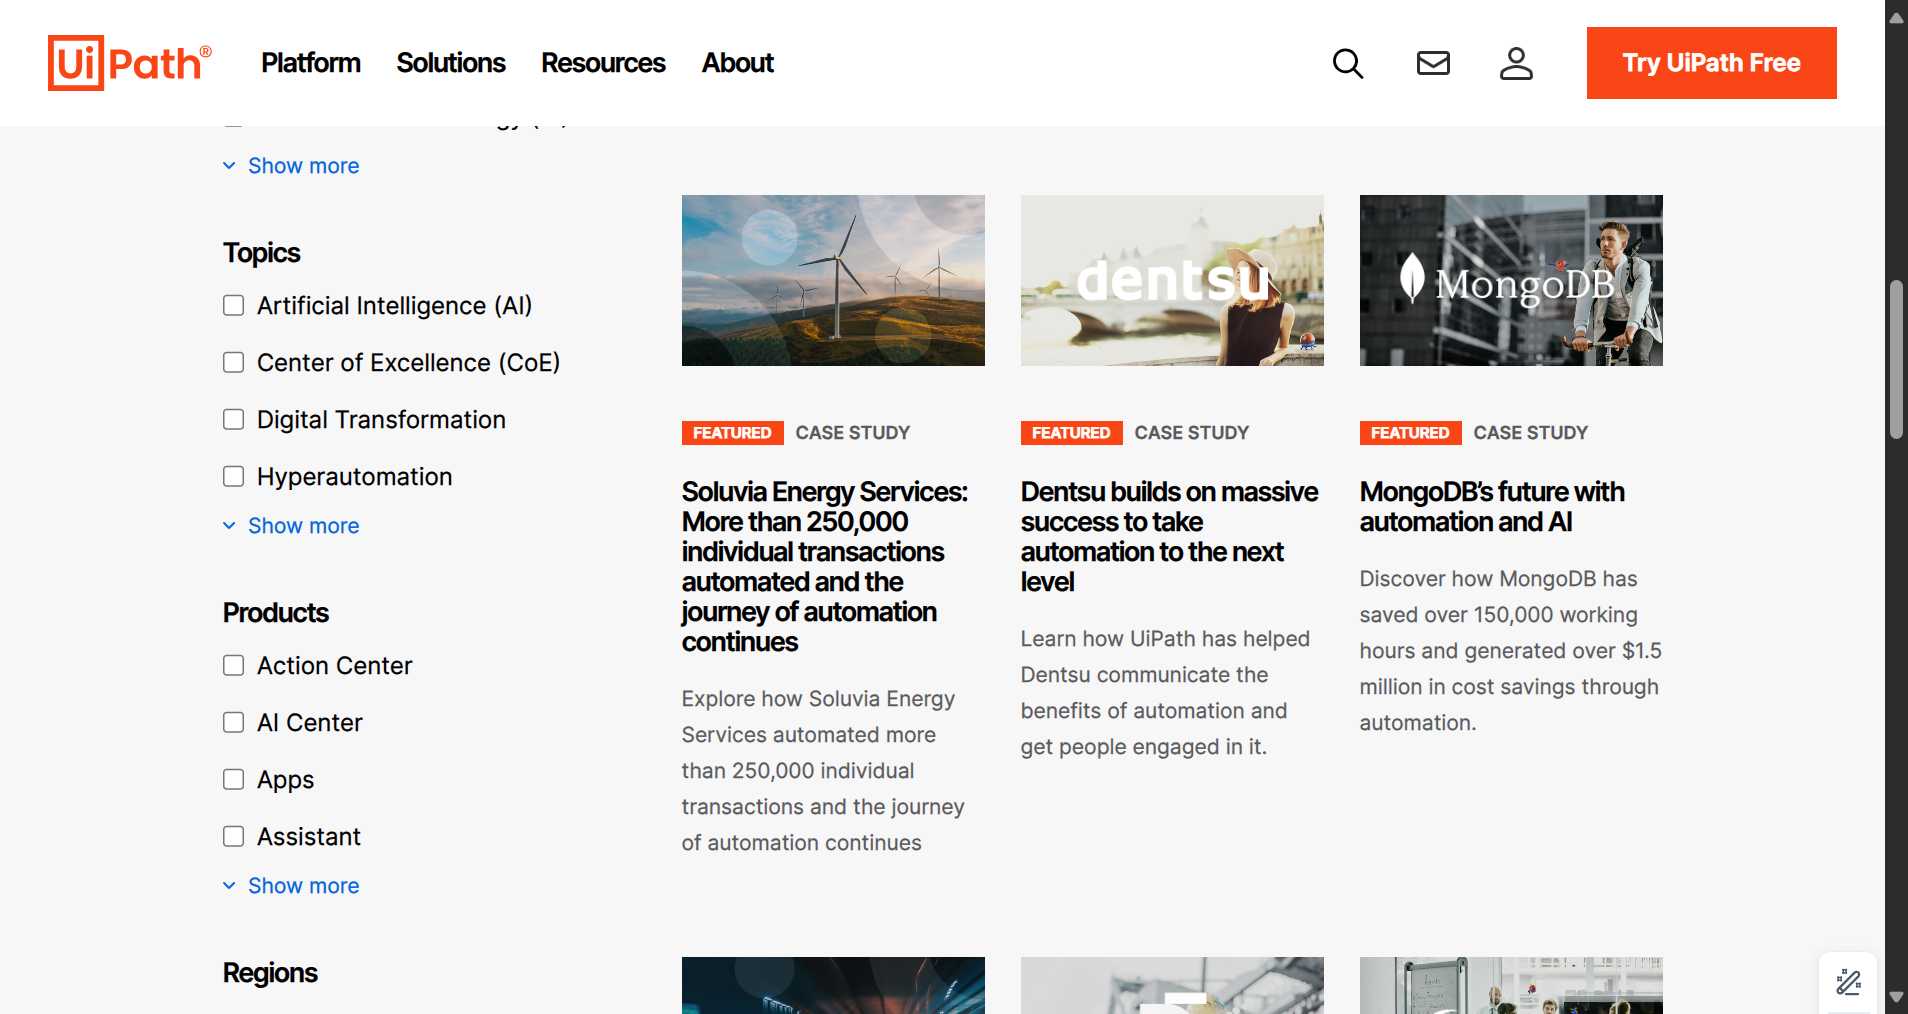 UiPath®
Platform
Solutions
Resources
About
Try UiPath Free
Show more
Topics
Artificial Intelligence (AI)
Center of Excellence (CoE)
Digital Transformation
Hyperautomation
Show more
Products
Action Center
AI Center
Apps
Assistant
Show more
Regions
FEATURED CASE STUDY
Soluvia Energy Services:
More than 250,000
individual transactions
automated and the
journey of automation
continues
Explore how Soluvia Energy
Services automated more
than 250,000 individual
transactions and the journey
of automation continues
dentsu
FEATURED CASE STUDY
Dentsu builds on massive
success to take
automation to the next
level
Learn how UiPath has helped
Dentsu communicate the
benefits of automation and
get people engaged in it.
MongoDB
FEATURED CASE STUDY
MongoDB's future with
automation and AI
Discover how MongoDB has
saved over 150,000 working
hours and generated over $1.5
million in cost savings through
automation.